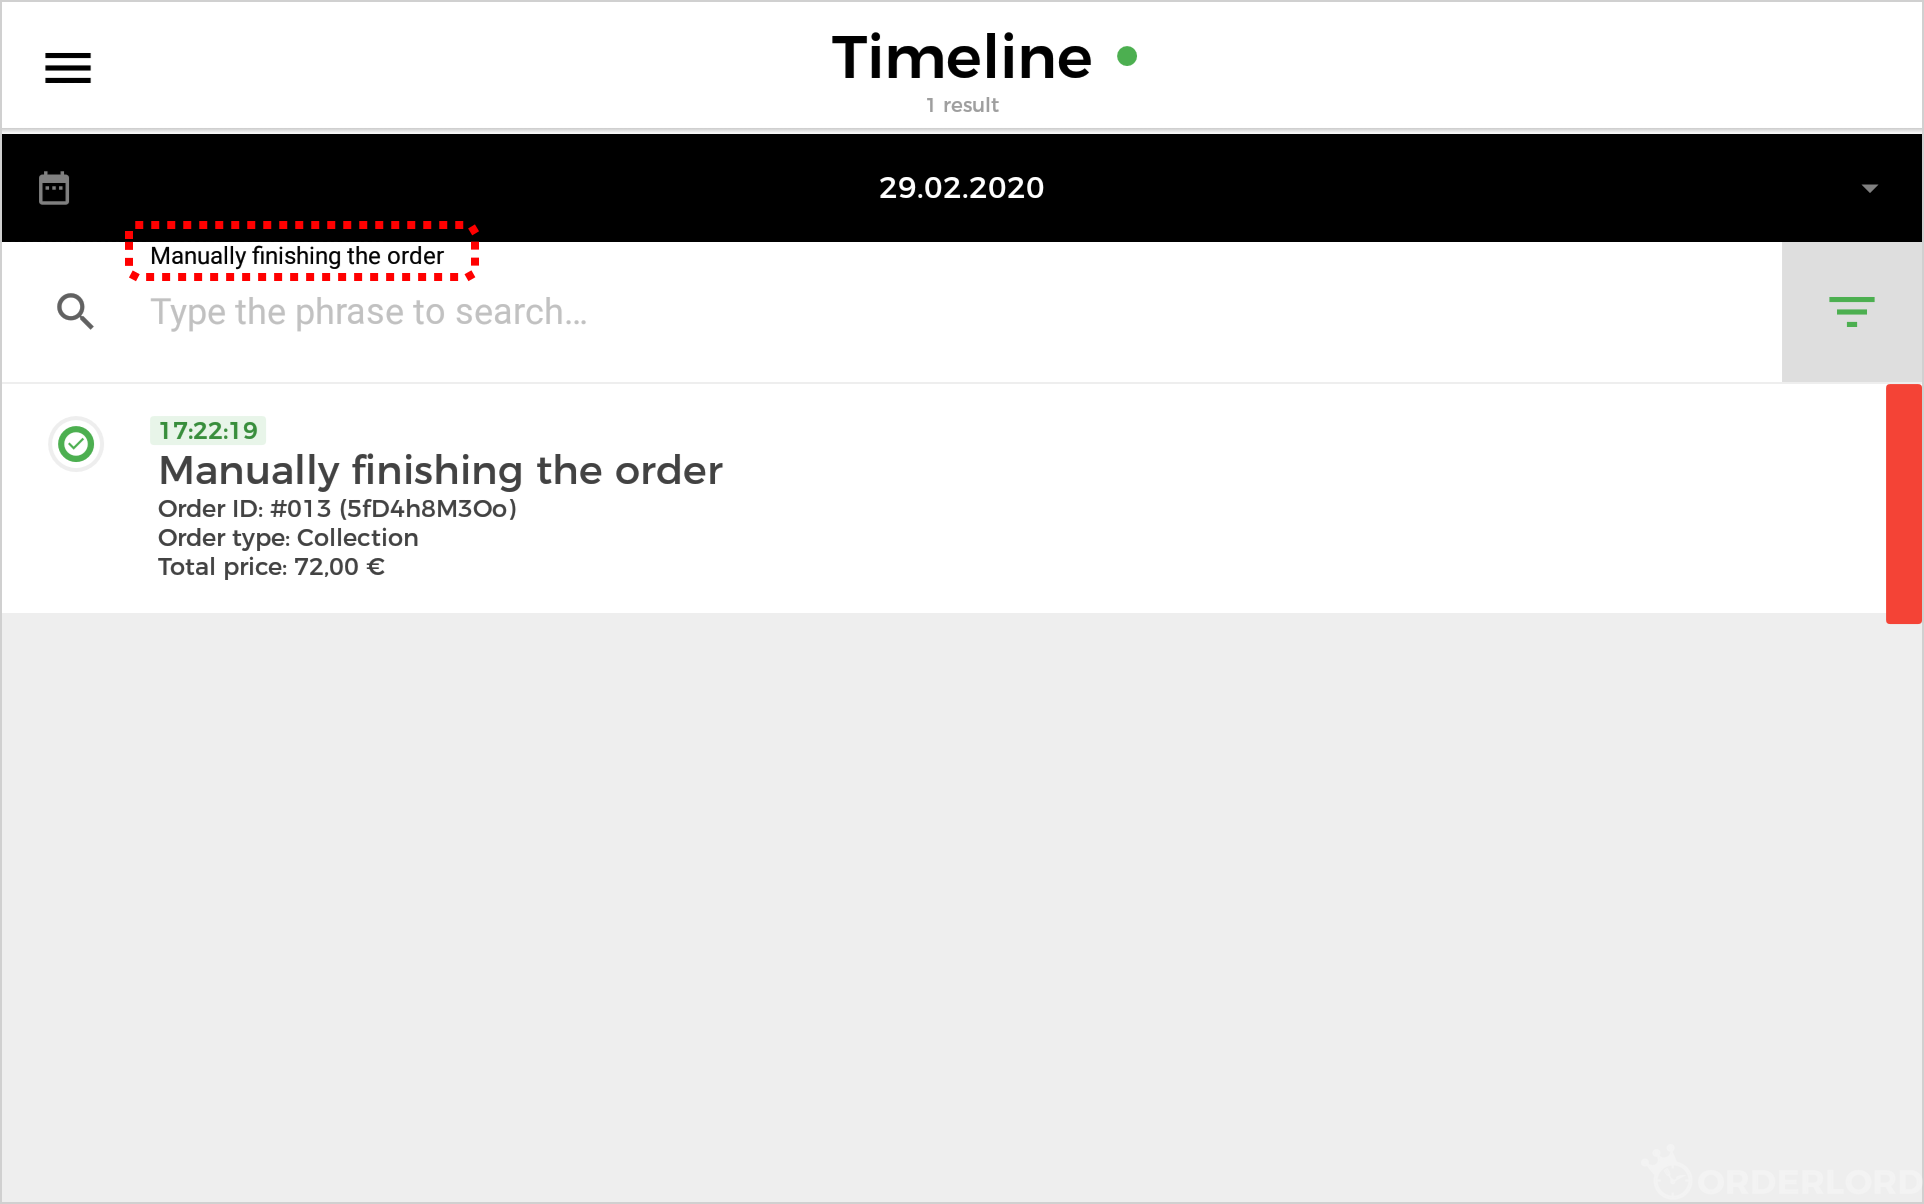 Timeline
1 result
29.02.2020
Manually finishing the order
Type the phrase to search...
17:22:19
Manually finishing the order
Order ID: #013 (5fD4h8M3Oo)
Order type: Collection
Total price: 72,00 €
ORDERLORD